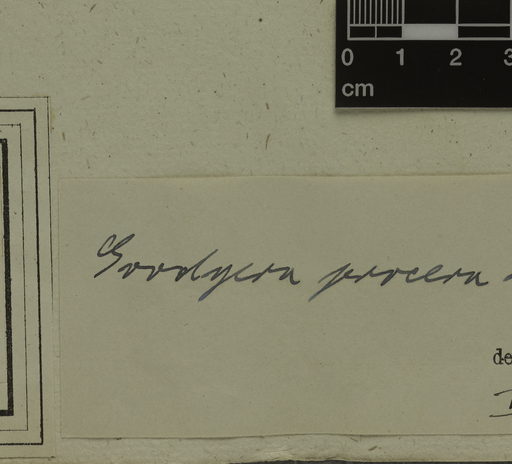 0 1 2 3
cm
Goodyera procera
de